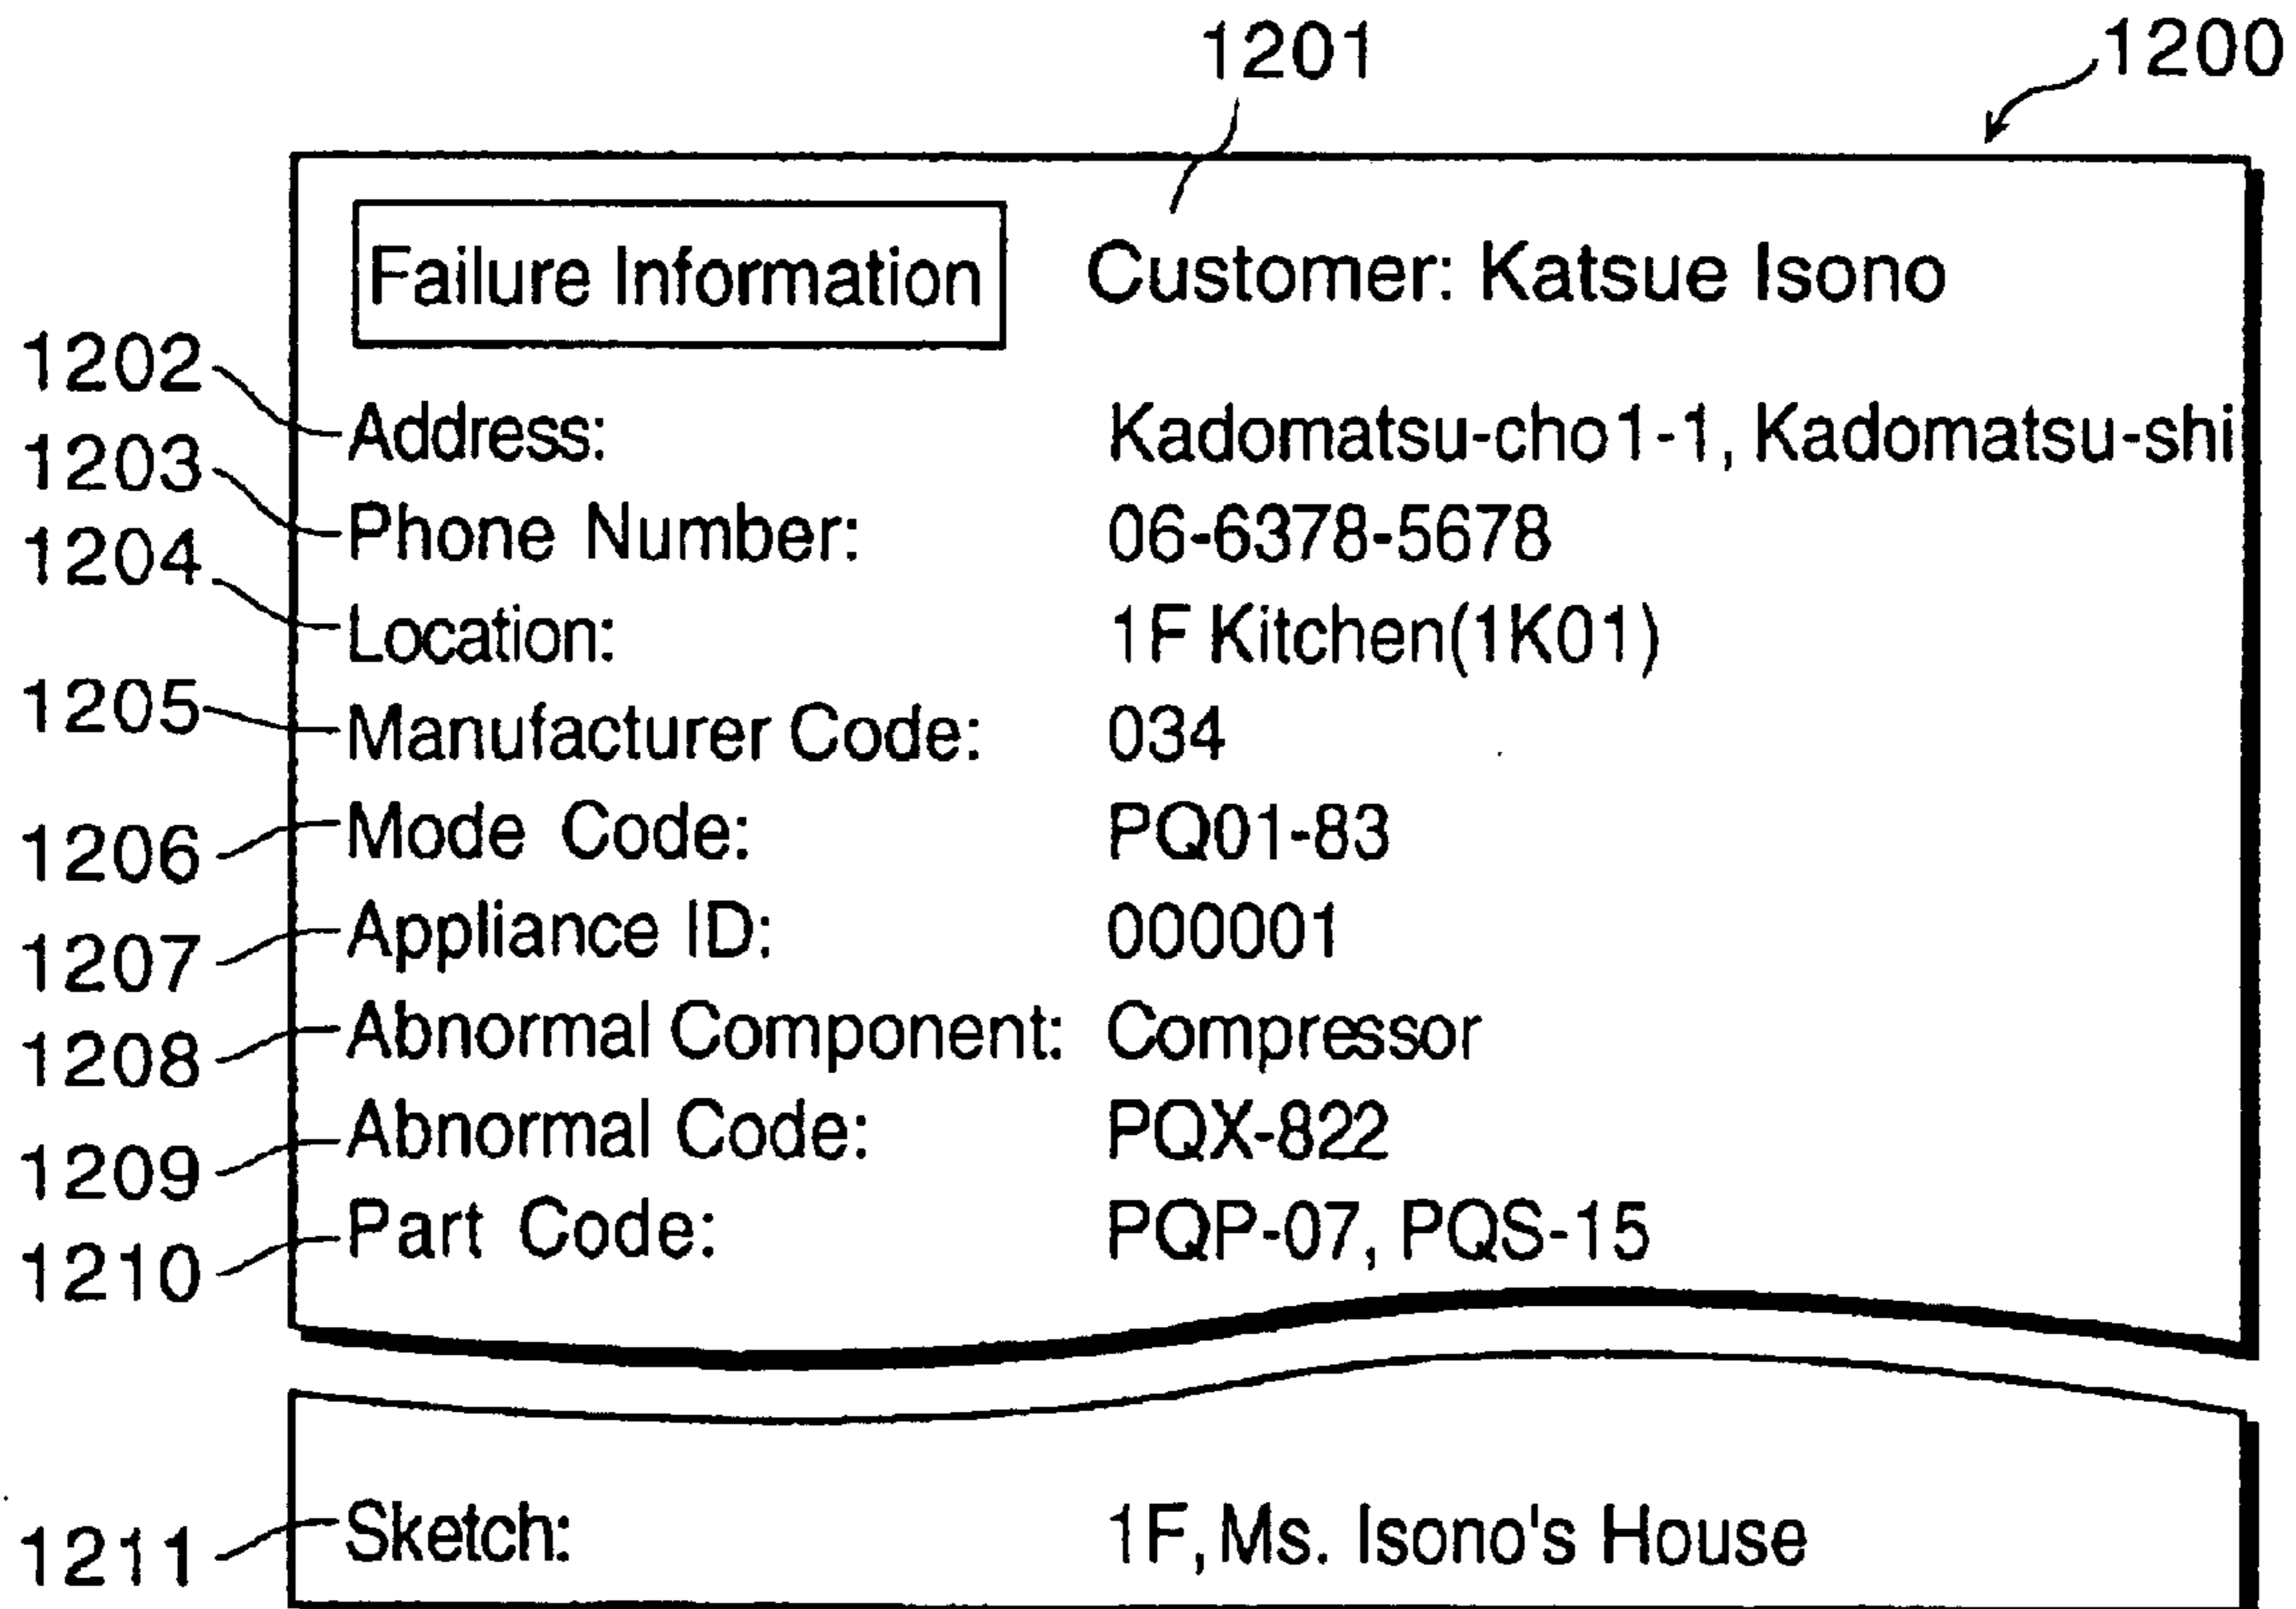 1201 1200
Failure Information Customer: Katsue Isono
1202 Address: Kadomatsu-cho1-1, Kadomatsu-shi
1203 Phone Number: 06-6378-5678
1204 Location: 1F Kitchen(1K01)
1205 Manufacturer Code: 034
1206 Mode Code: PQ01-83
1207 Appliance ID: 000001
1208 Abnormal Component: Compressor
1209 Abnormal Code: PQX-822
1210 Part Code: PQP-07, PQS-15
1211 Sketch: 1F, Ms. Isono's House